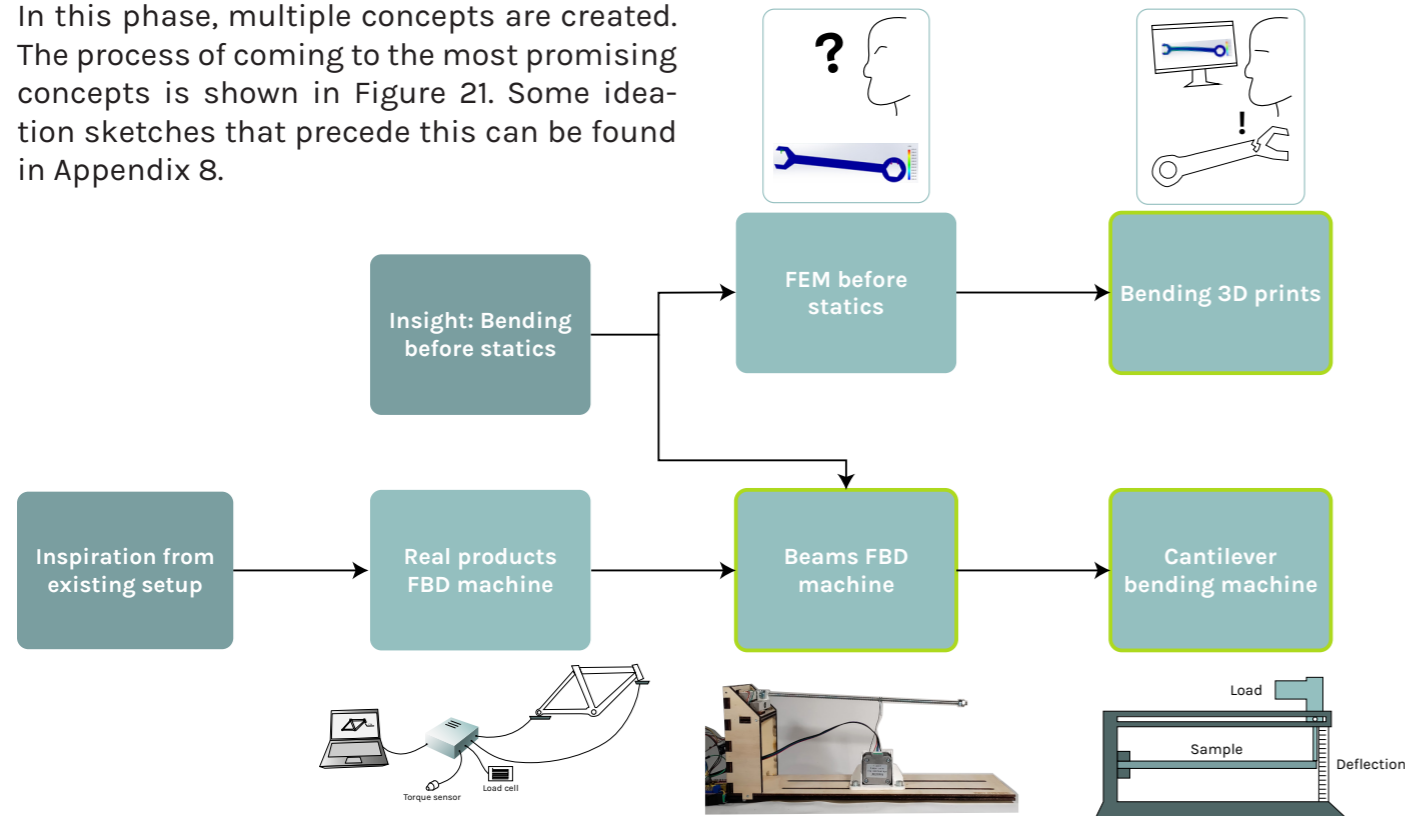 In this phase, multiple concepts are created.
The process of coming to the most promising
concepts is shown in Figure 21. Some idea-
tion sketches that precede this can be found
in Appendix 8.
?
!
FEM before
statics
Bending 3D prints
Insight: Bending
before statics
Inspiration from
existing setup
Real products
FBD machine
Beams FBD
machine
Cantilever
bending machine
Torque sensor
Load cell
Load
Sample
Deflection